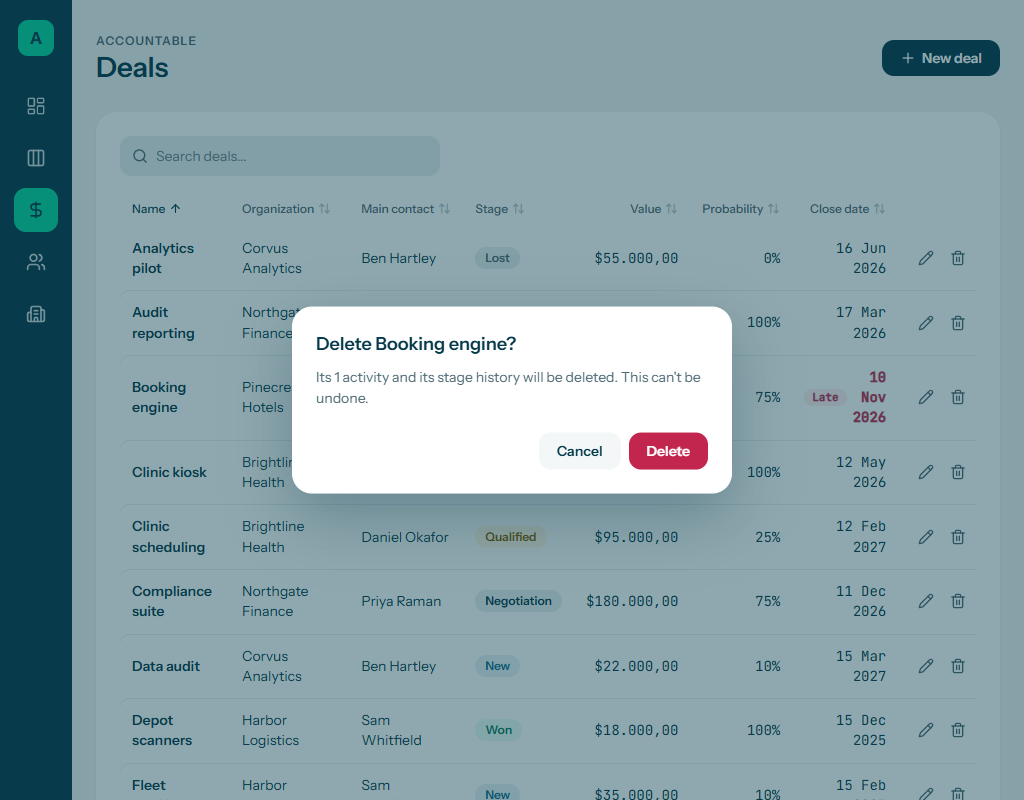 A
ACCOUNTABLE
Deals
New deal
Search deals...
Name Organization Main contact Stage Value Probability Close date
Analytics pilot Corvus Analytics Ben Hartley Lost $55.000,00 0% 16 Jun 2026
Audit reporting 100% 17 Mar 2026
Finance
Delete Booking engine?
Its 1 activity and its stage history will be deleted. This can't be
undone.
Cancel Delete
Booking engine Hotels 75% Late 10 Nov 2026
Clinic kiosk Health 100% 12 May 2026
Clinic scheduling Brightline Health Daniel Okafor Qualified $95.000,00 25% 12 Feb 2027
Compliance suite Northgate Finance Priya Raman Negotiation $180.000,00 75% 11 Dec 2026
Data audit Corvus Analytics Ben Hartley New $22.000,00 10% 15 Mar 2027
Depot scanners Harbor Logistics Sam Whitfield Won $18.000,00 100% 15 Dec 2025
Fleet Harbor Sam New $35.000,00 10% 15 Feb